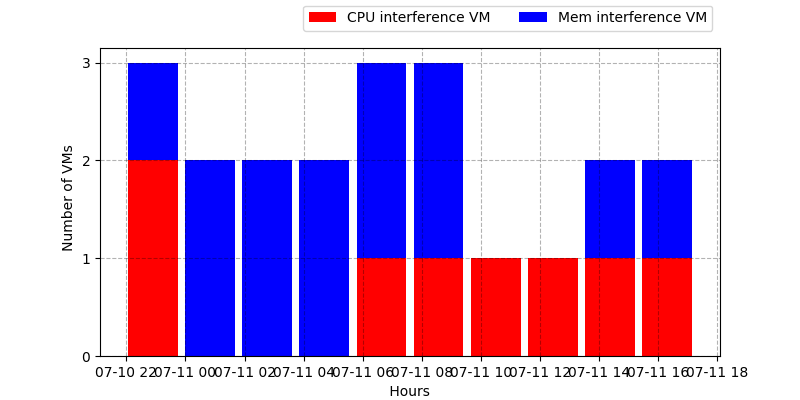 CPU interference VM Mem interference VM
3
2
1
0
Number of VMs
07-10 22 07-11 00 07-11 02 07-11 04 07-11 06 07-11 08 07-11 10 07-11 12 07-11 14 07-11 16 07-11 18
Hours